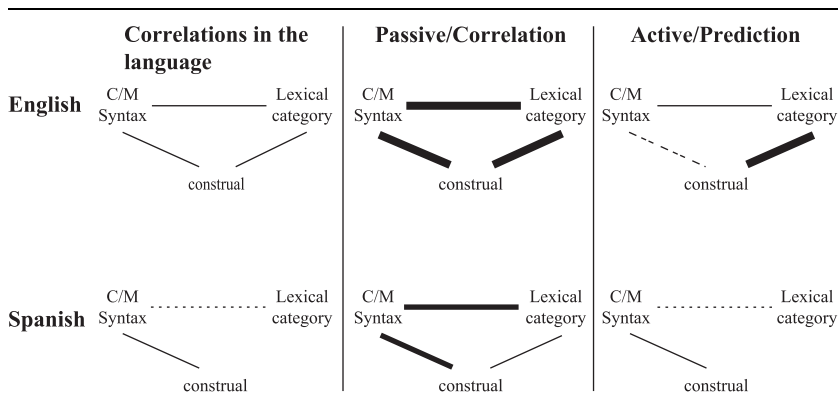 Correlations in the language
Passive/Correlation
Active/Prediction
English
C/M Syntax
Lexical category
construal
C/M Syntax
Lexical category
construal
C/M Syntax
Lexical category
construal
Spanish
C/M Syntax
Lexical category
construal
C/M Syntax
Lexical category
construal
C/M Syntax
Lexical category
construal